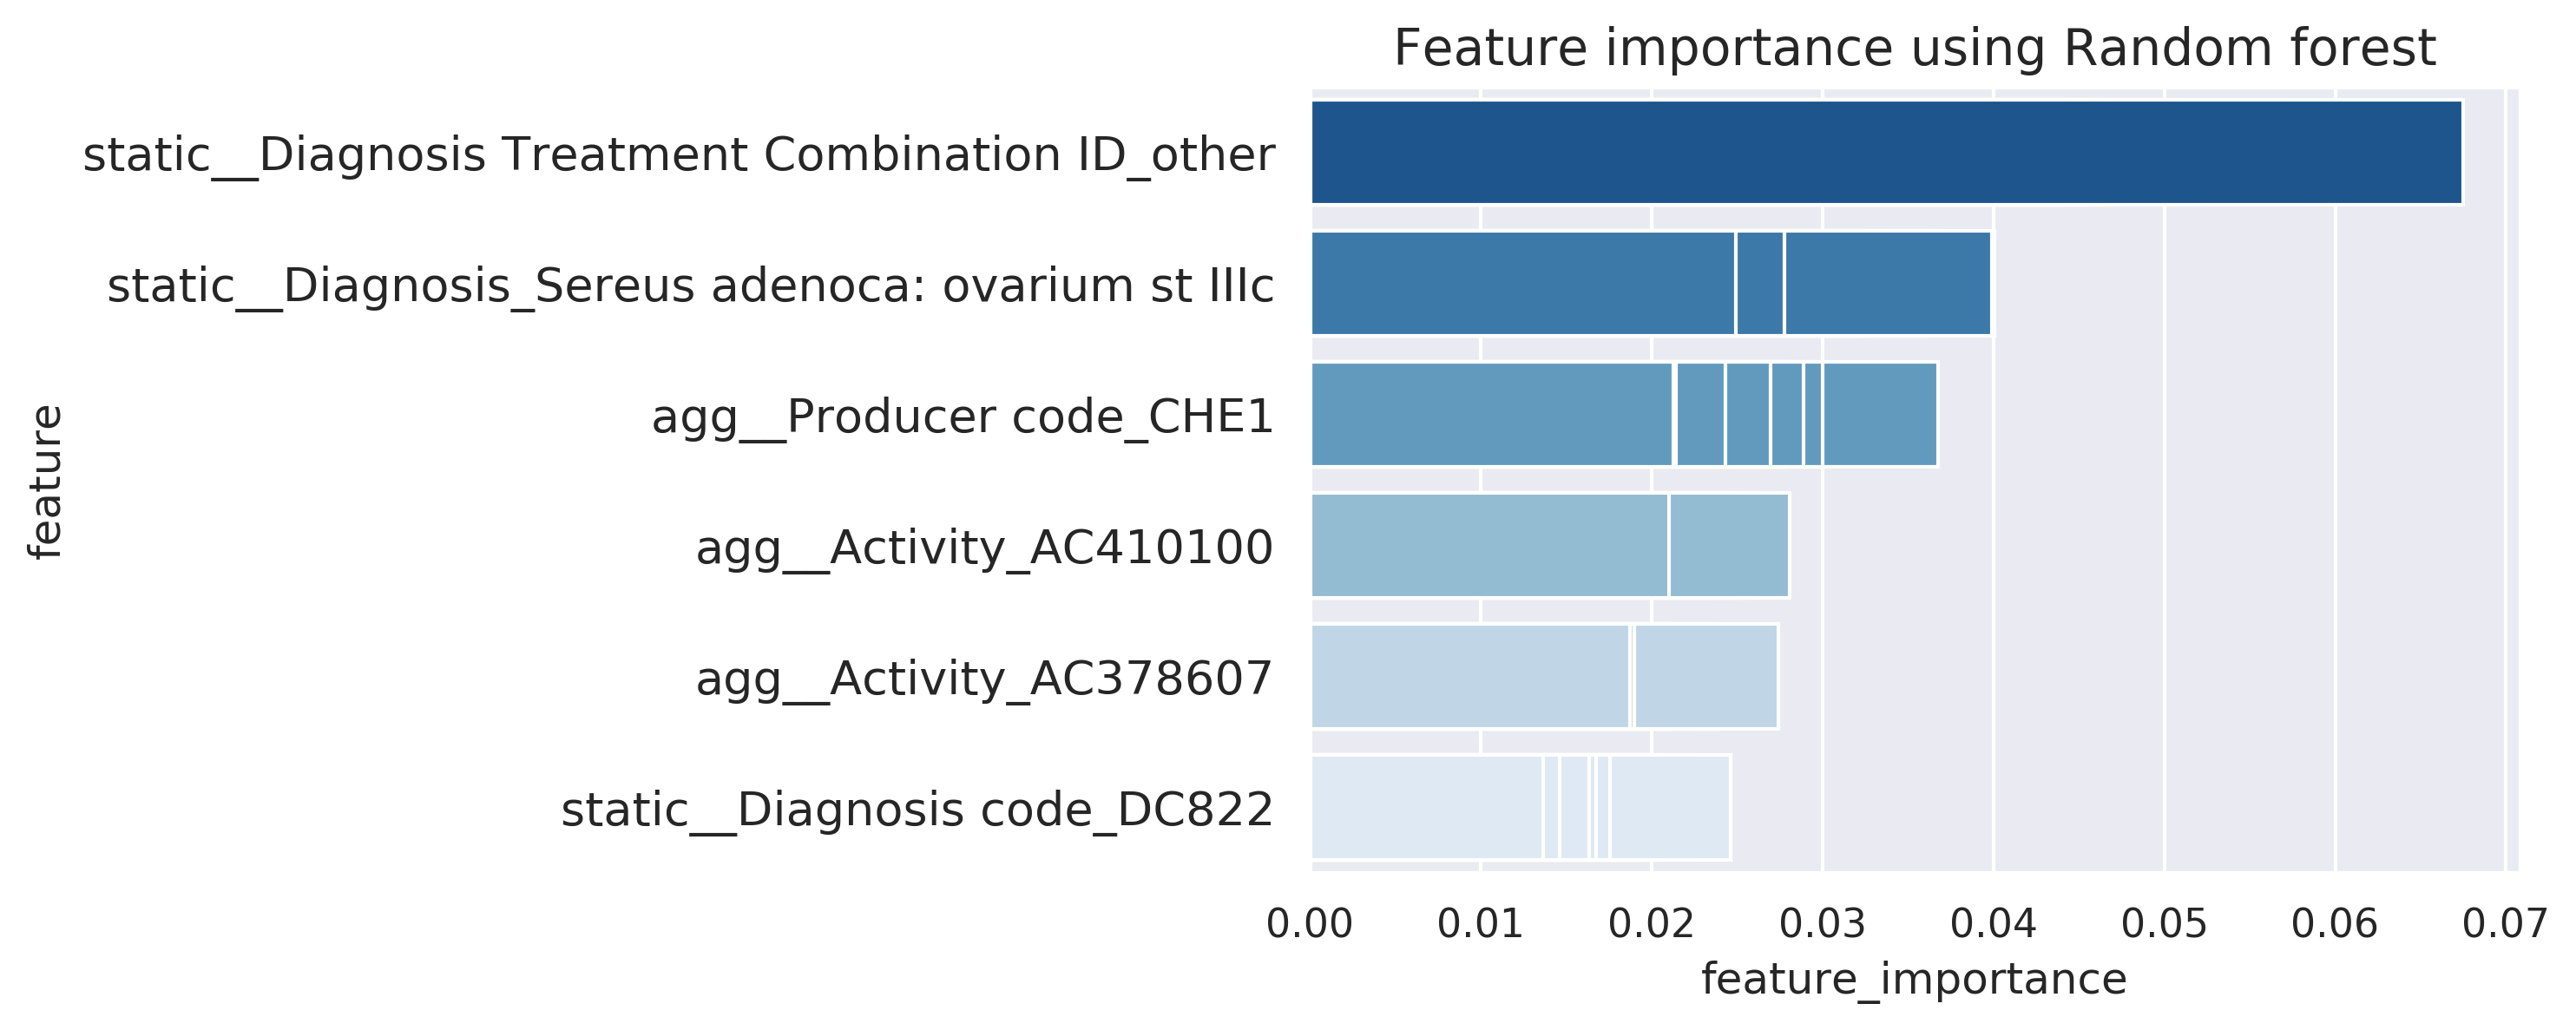 Feature importance using Random forest
static__Diagnosis Treatment Combination ID_other
static__Diagnosis_Sereus adenoca: ovarium st IIIc
agg__Producer code_CHE1
agg__Activity_AC410100
agg__Activity_AC378607
static__Diagnosis code_DC822
feature
0.00 0.01 0.02 0.03 0.04 0.05 0.06 0.07
feature_importance